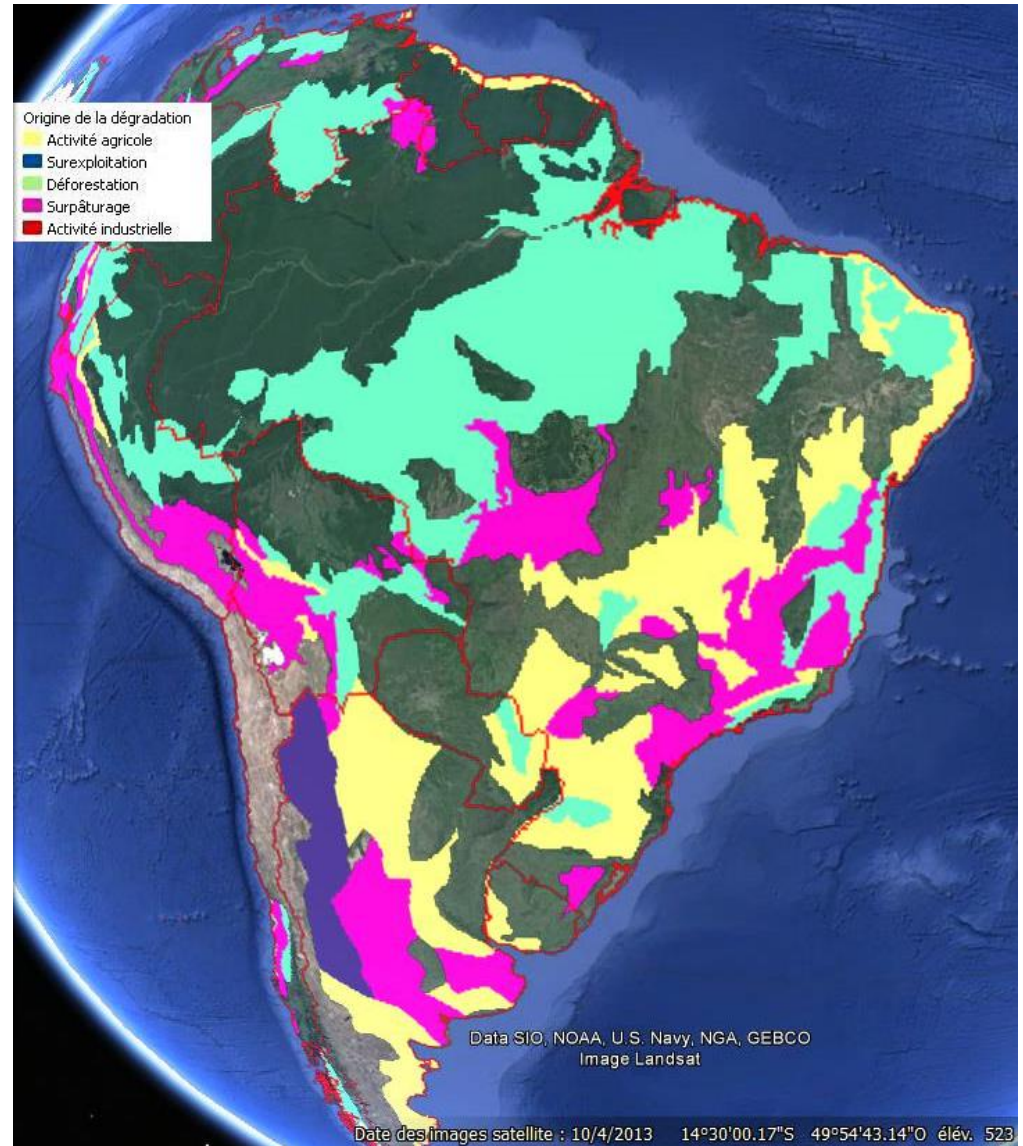 Origine de la dégradation
Activité agricole
Surexploitation
Déforestation
Surpâturage
Activité industrielle
Data SIO, NOAA, U.S. Navy, NGA, GEBCO
Image Landsat
Date des images satellite : 10/4/2013 14°30'00.17"S 49°54'43.14"O élév. 523